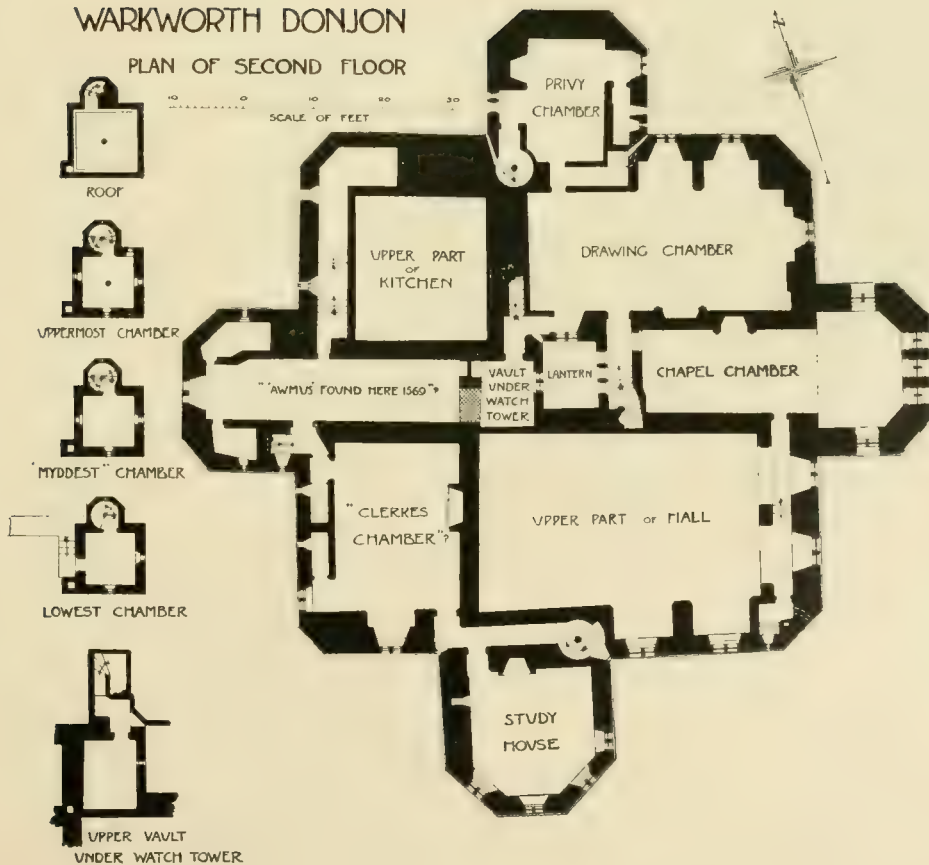 WARKWORTH DONJON
PLAN OF SECOND FLOOR
10 0 10 20 30
SCALE OF FEET
ROOF
UPPERMOST CHAMBER
"MYDDEST" CHAMBER
LOWEST CHAMBER
UPPER VAULT
UNDER WATCH TOWER
PRIVY
CHAMBER
UPPER PART
OF
KITCHEN
DRAWING CHAMBER
"'AWMUS' FOUND HERE 1569"?
VAULT
UNDER
WATCH
TOWER
LANTERN
CHAPEL CHAMBER
"CLERKES
CHAMBER"?
UPPER PART OF HALL
STUDY
HOUSE